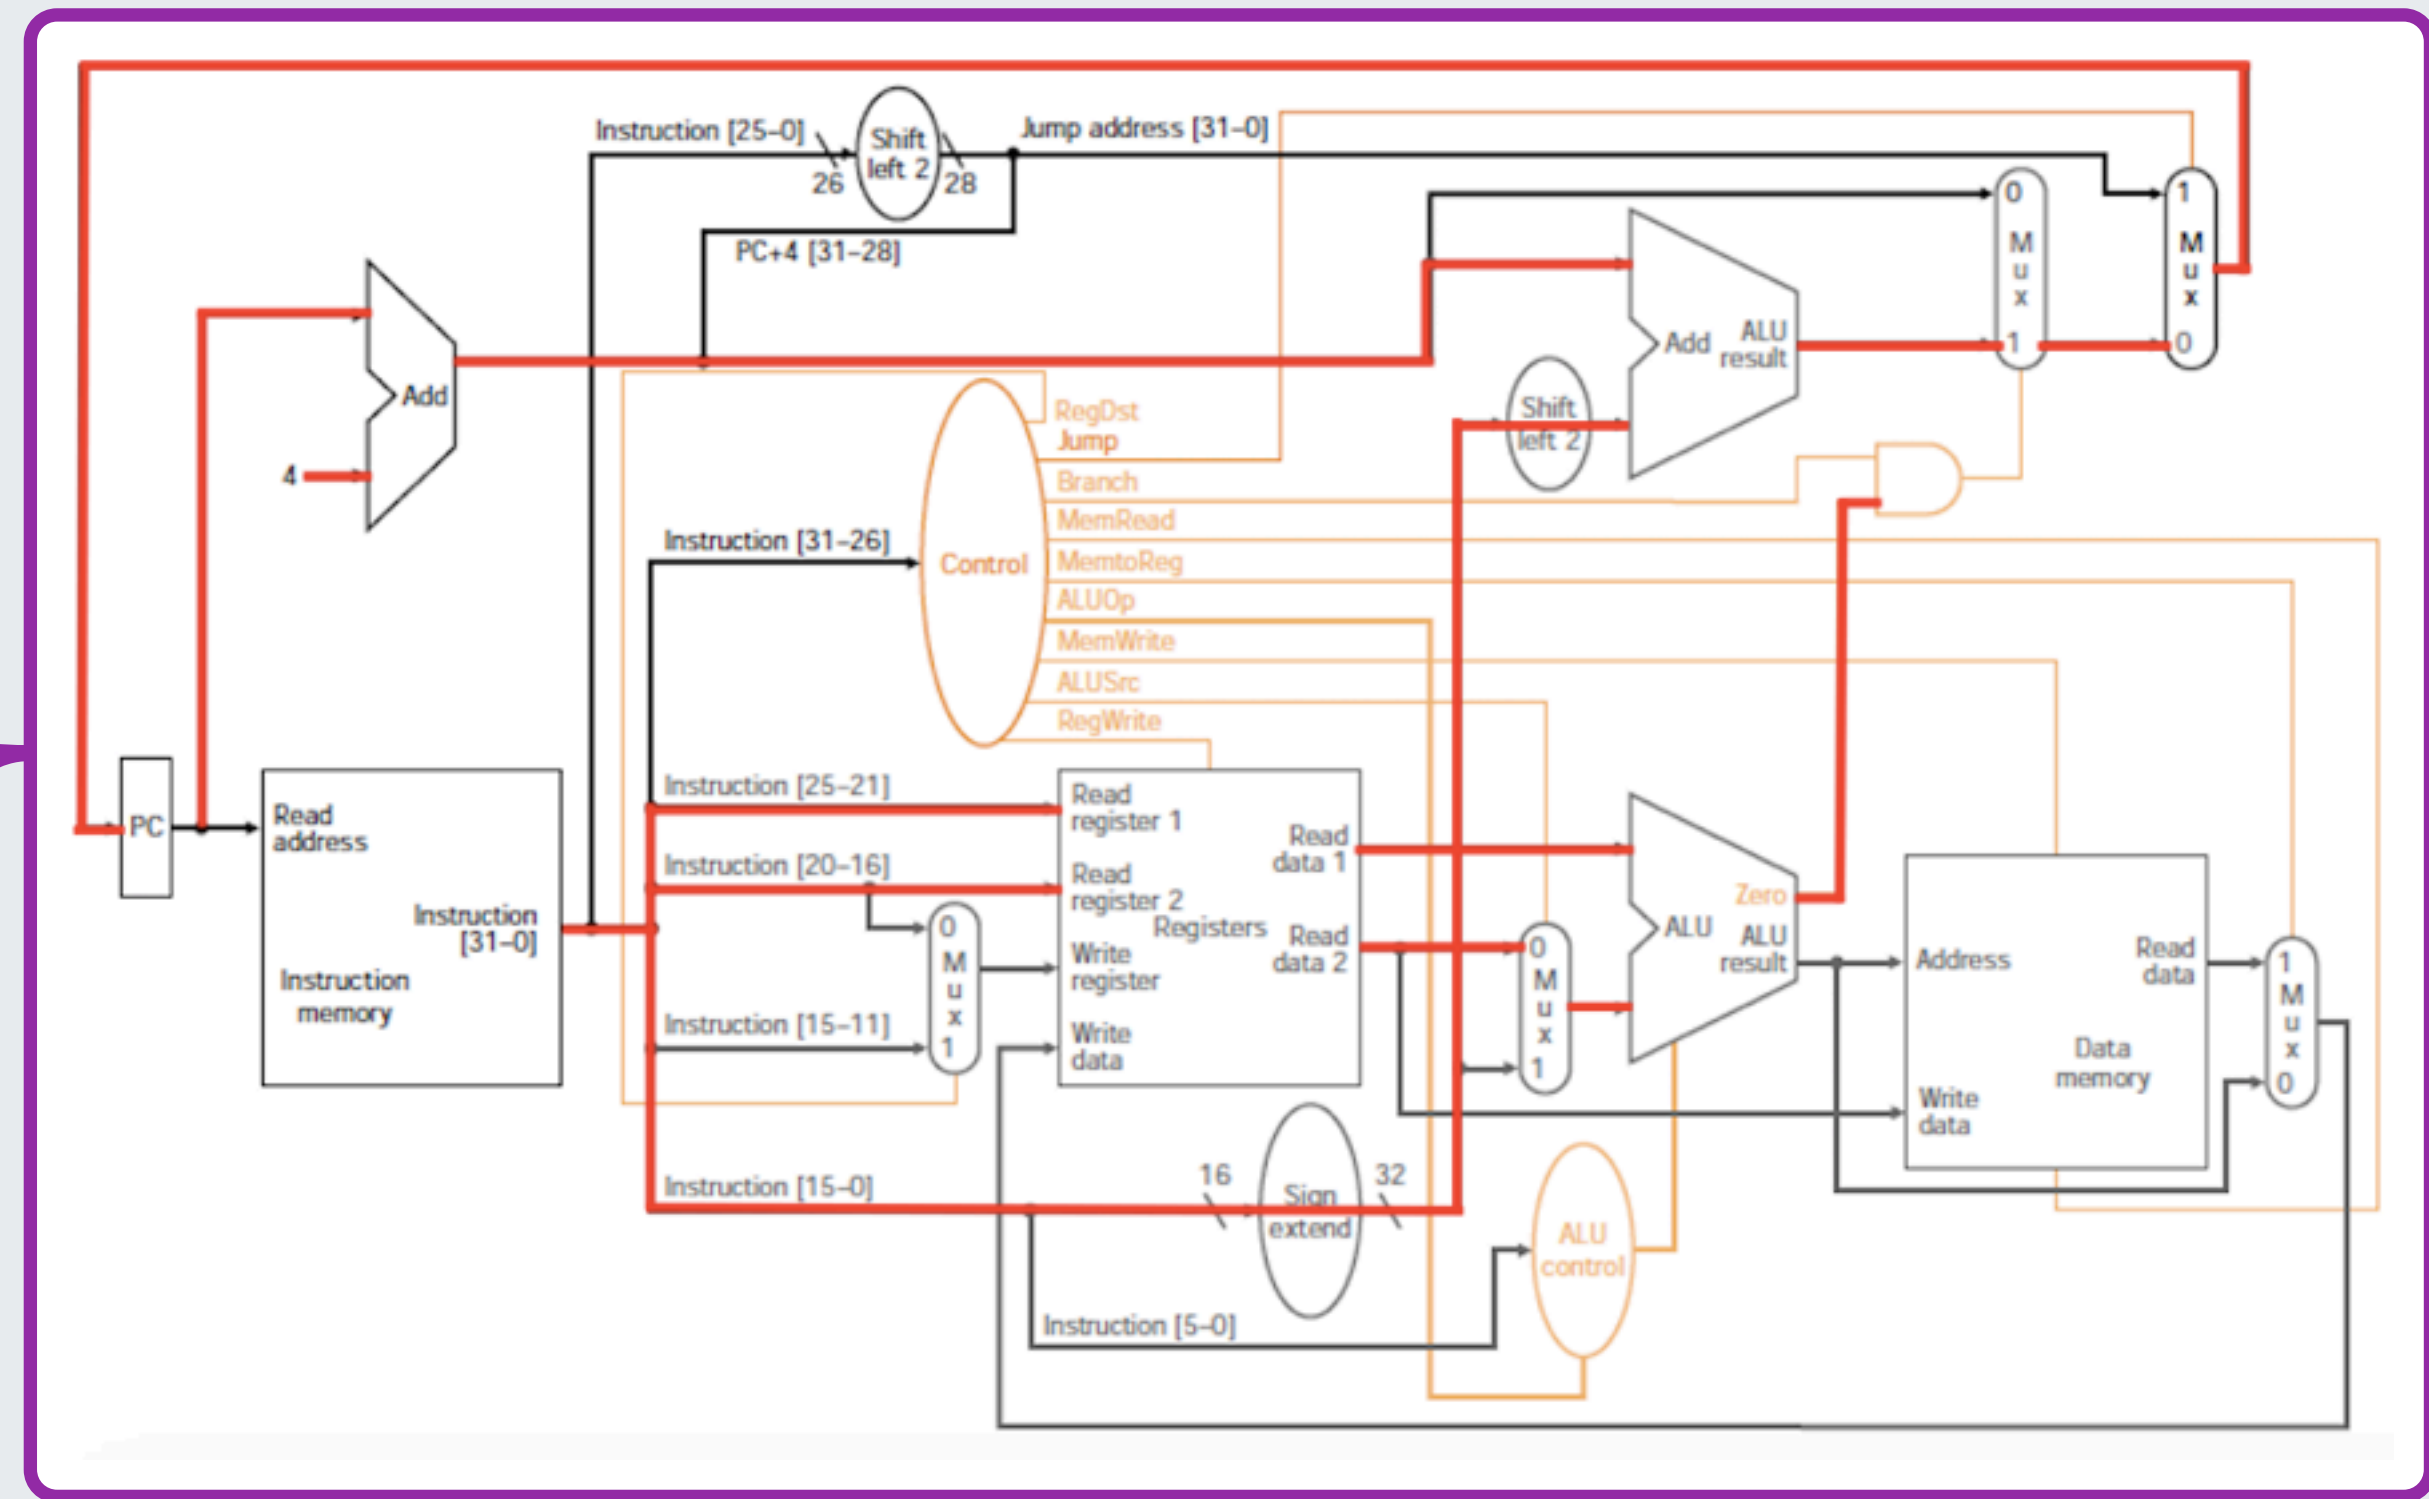 Instruction [25–0]
26
Shift
left 2
28
Jump address [31–0]
PC+4 [31–28]
Add
4
0
M
u
x
1
1
M
u
x
0
Add
ALU
result
Shift
left 2
RegDst
Jump
Branch
MemRead
MemtoReg
ALUOp
MemWrite
ALUSrc
RegWrite
Control
Instruction [31–26]
PC
Read
address
Instruction
[31–0]
Instruction
memory
Instruction [25–21]
Instruction [20–16]
Instruction [15–11]
Instruction [15–0]
0
M
u
x
1
Read
register 1
Read
register 2
Write
register
Write
data
Registers
Read
data 1
Read
data 2
0
M
u
x
1
Zero
ALU
ALU
result
Address
Write
data
Read
data
Data
memory
1
M
u
x
0
16
Sign
extend
32
ALU
control
Instruction [5–0]